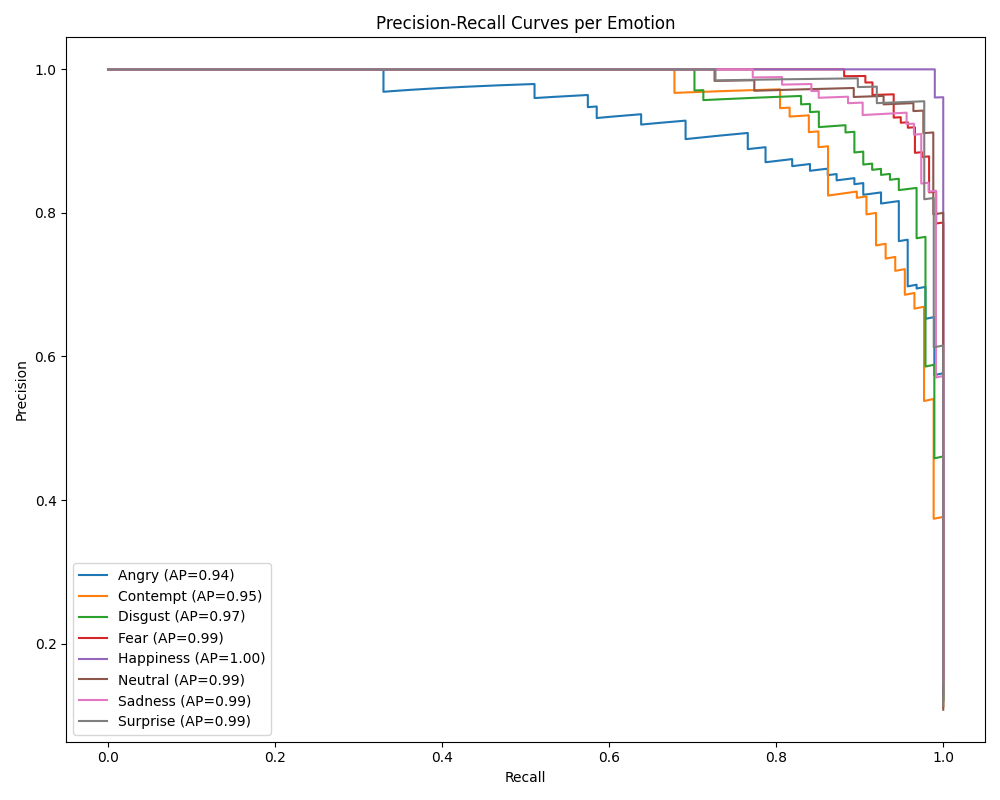 Precision-Recall Curves per Emotion
1.0
0.8
0.6
0.4
0.2
Precision
0.0
0.2
0.4
0.6
0.8
1.0
Recall
Angry (AP=0.94)
Contempt (AP=0.95)
Disgust (AP=0.97)
Fear (AP=0.99)
Happiness (AP=1.00)
Neutral (AP=0.99)
Sadness (AP=0.99)
Surprise (AP=0.99)